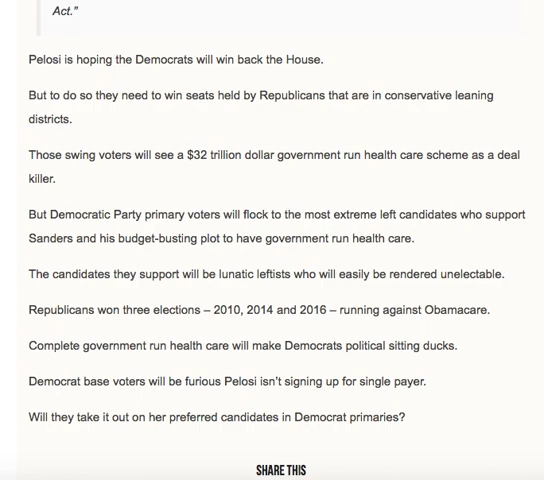 Act."
Pelosi is hoping the Democrats will win back the House.
But to do so they need to win seats held by Republicans that are in conservative leaning
districts.
Those swing voters will see a $32 trillion dollar government run health care scheme as a deal
killer.
But Democratic Party primary voters will flock to the most extreme left candidates who support
Sanders and his budget-busting plot to have government run health care.
The candidates they support will be lunatic leftists who will easily be rendered unelectable.
Republicans won three elections – 2010, 2014 and 2016 – running against Obamacare.
Complete government run health care will make Democrats political sitting ducks.
Democrat base voters will be furious Pelosi isn't signing up for single payer.
Will they take it out on her preferred candidates in Democrat primaries?
SHARE THIS